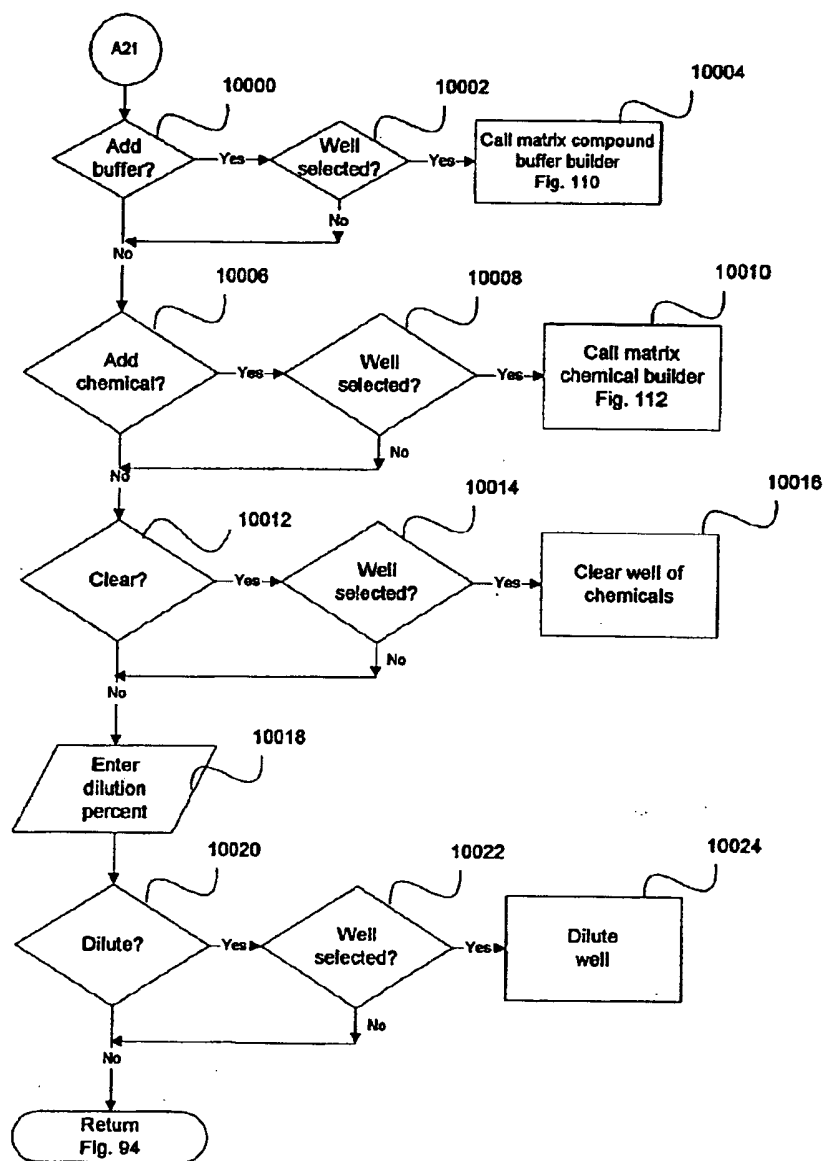 A21
10000
10002
10004
Add
buffer?
Yes
Well
selected?
Yes
Call matrix compound
buffer builder
Fig. 110
No
No
10006
10008
10010
Add
chemical?
Yes
Well
selected?
Yes
Call matrix
chemical builder
Fig. 112
No
No
10012
10014
10016
Clear?
Yes
Well
selected?
Yes
Clear well of
chemicals
No
No
10018
Enter
dilution
percent
10020
10022
10024
Dilute?
Yes
Well
selected?
Yes
Dilute
well
No
No
Return
Fig. 94